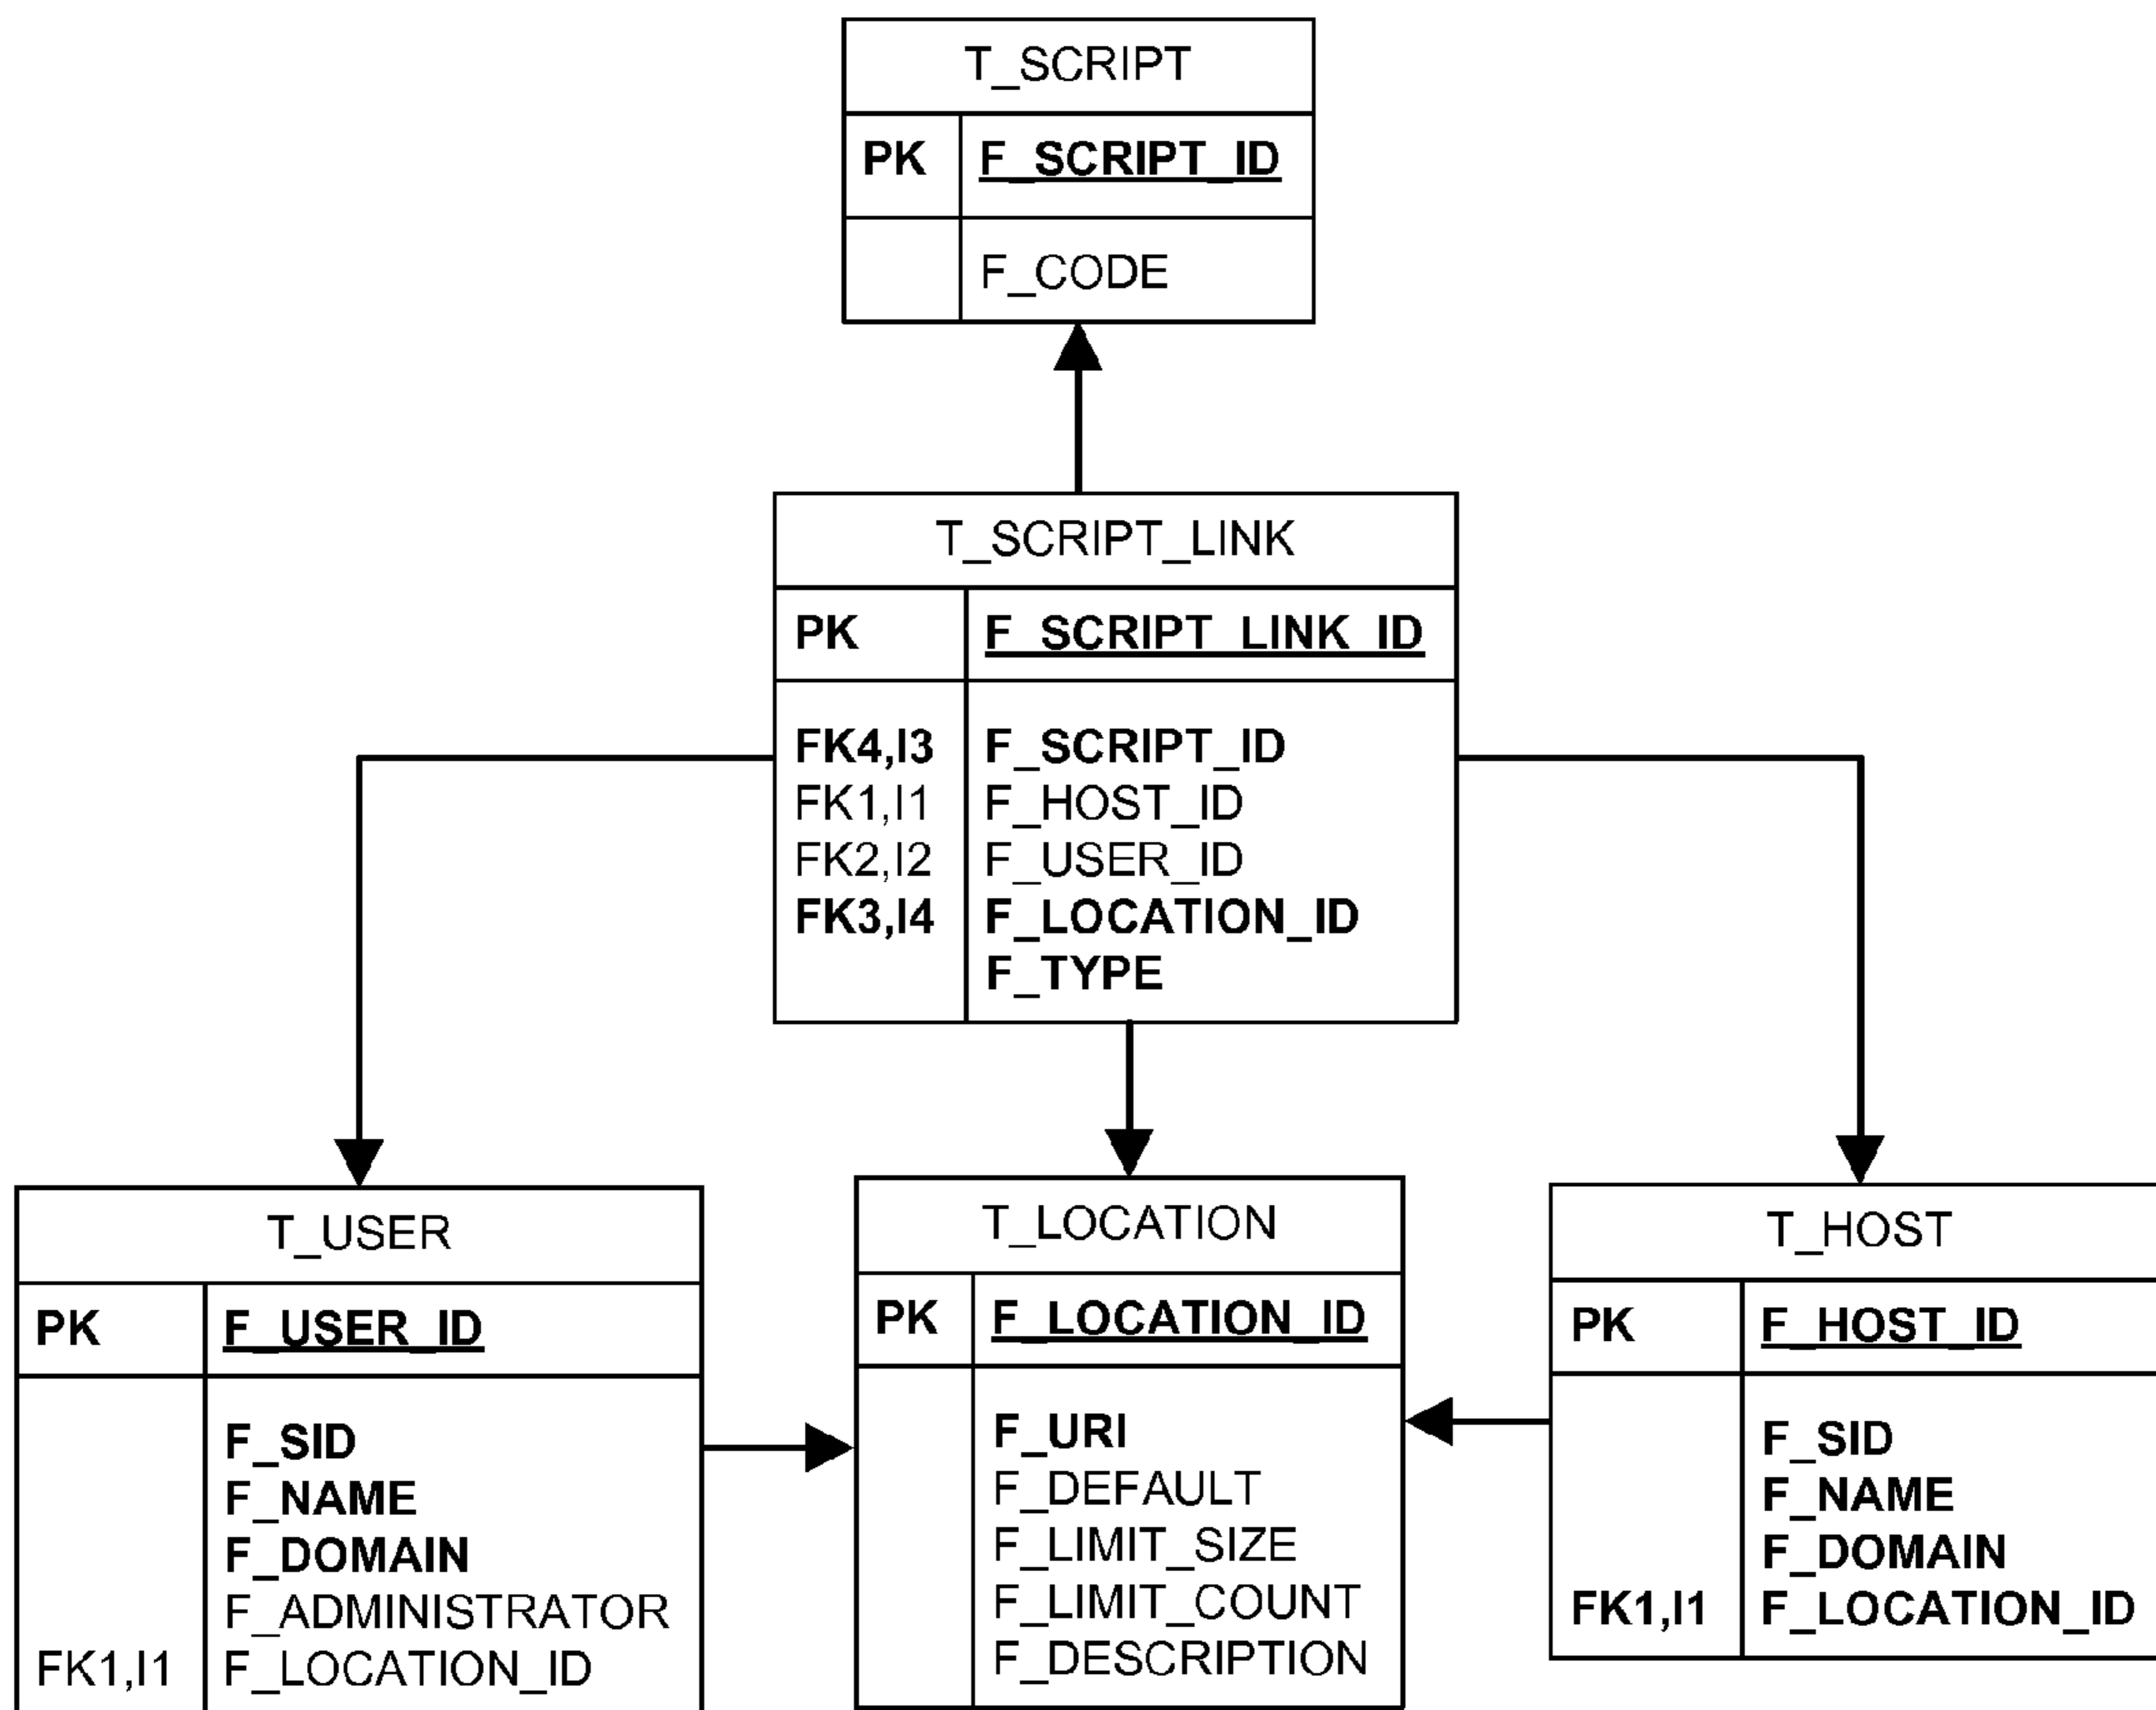 T_SCRIPT
PK F_SCRIPT_ID
F_CODE
T_SCRIPT_LINK
PK F_SCRIPT_LINK_ID
FK4,I3 F_SCRIPT_ID
FK1,I1 F_HOST_ID
FK2,I2 F_USER_ID
FK3,I4 F_LOCATION_ID
F_TYPE
T_USER
PK F_USER_ID
F_SID
F_NAME
F_DOMAIN
F_ADMINISTRATOR
FK1,I1 F_LOCATION_ID
T_LOCATION
PK F_LOCATION_ID
F_URI
F_DEFAULT
F_LIMIT_SIZE
F_LIMIT_COUNT
F_DESCRIPTION
T_HOST
PK F_HOST_ID
F_SID
F_NAME
F_DOMAIN
FK1,I1 F_LOCATION_ID